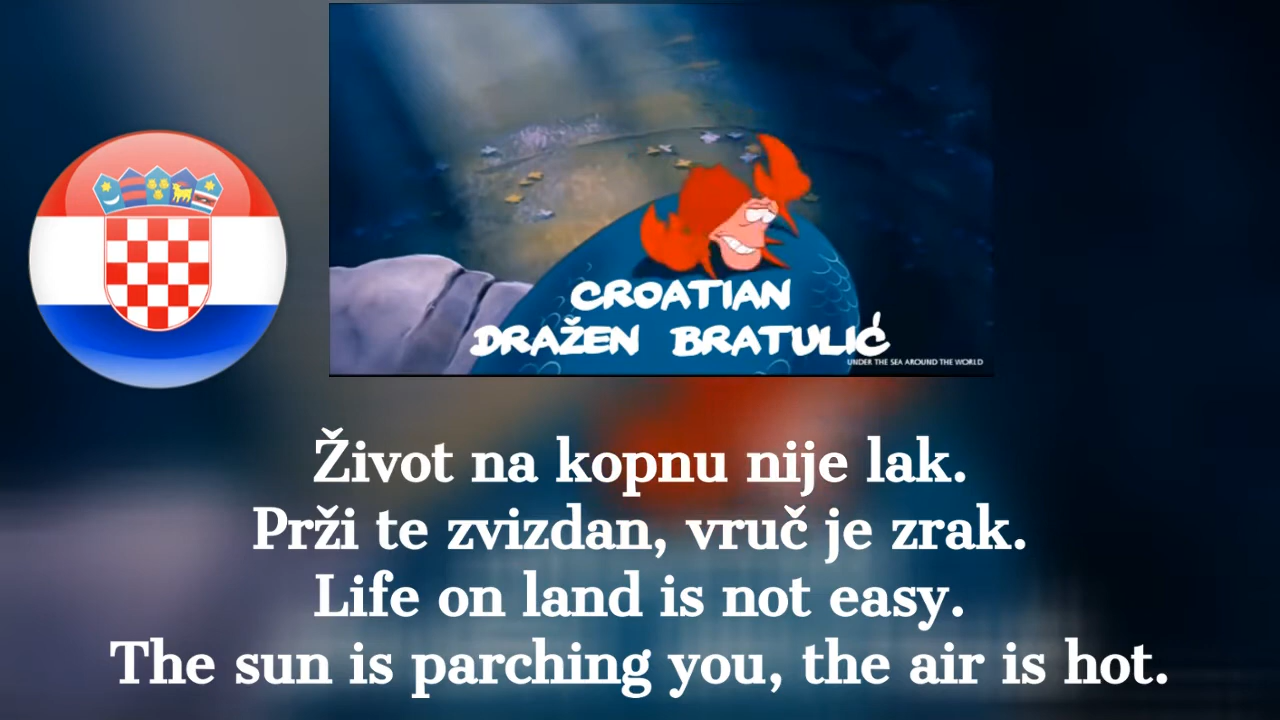 CROATIAN
DRAŽEN BRATULIĆ
UNDER THE SEA AROUND THE WORLD
Život na kopnu nije lak.
Prži te zvizdan, vruč je zrak.
Life on land is not easy.
The sun is parching you, the air is hot.